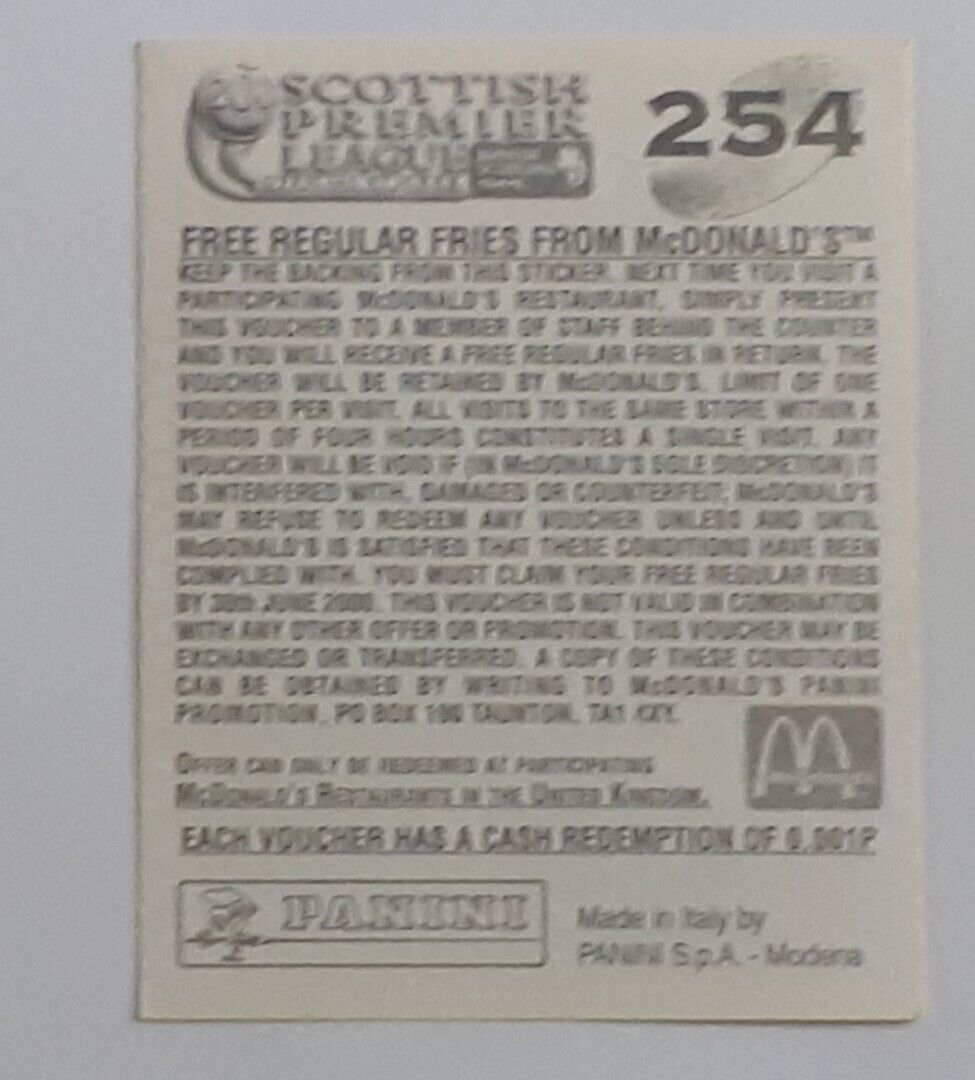 SCOTTISH
PREMIER
LEAGUE
254
FREE REGULAR FRIES FROM McDONALD'S™
KEEP THE BACKING FROM THIS STICKER. NEXT TIME YOU VISIT A
PARTICIPATING McDONALD'S RESTAURANT, SIMPLY PRESENT
THIS VOUCHER TO A MEMBER OF STAFF BEHIND THE COUNTER
AND YOU WILL RECEIVE A FREE REGULAR FRIES IN RETURN. THE
VOUCHER WILL BE RETAINED BY McDONALD'S. LIMIT OF ONE
VOUCHER PER VISIT. ALL VISITS TO THE SAME STORE WITHIN A
PERIOD OF FOUR HOURS CONSTITUTES A SINGLE VISIT. ANY
VOUCHER WILL BE VOID IF (IN McDONALD'S SOLE DISCRETION) IT
IS INTERFERED WITH, DAMAGED OR COUNTERFEIT. McDONALD'S
MAY REFUSE TO REDEEM ANY VOUCHER UNLESS AND UNTIL
McDONALD'S IS SATISFIED THAT THESE CONDITIONS HAVE BEEN
COMPLIED WITH. YOU MUST CLAIM YOUR FREE REGULAR FRIES
BY 30th JUNE 2000. THIS VOUCHER IS NOT VALID IN COMBINATION
WITH ANY OTHER OFFER OR PROMOTION. THIS VOUCHER MAY BE
EXCHANGED OR TRANSFERRED. A COPY OF THESE CONDITIONS
CAN BE OBTAINED BY WRITING TO McDONALD'S PANINI
PROMOTION, PO BOX 100 TAUNTON, TA1 4XY.
OFFER CAN ONLY BE REDEEMED AT PARTICIPATING
McDONALD'S RESTAURANTS IN THE UNITED KINGDOM.
EACH VOUCHER HAS A CASH REDEMPTION OF 0.001P
PANINI
Made in Italy by
PANINI S.p.A. - Modena